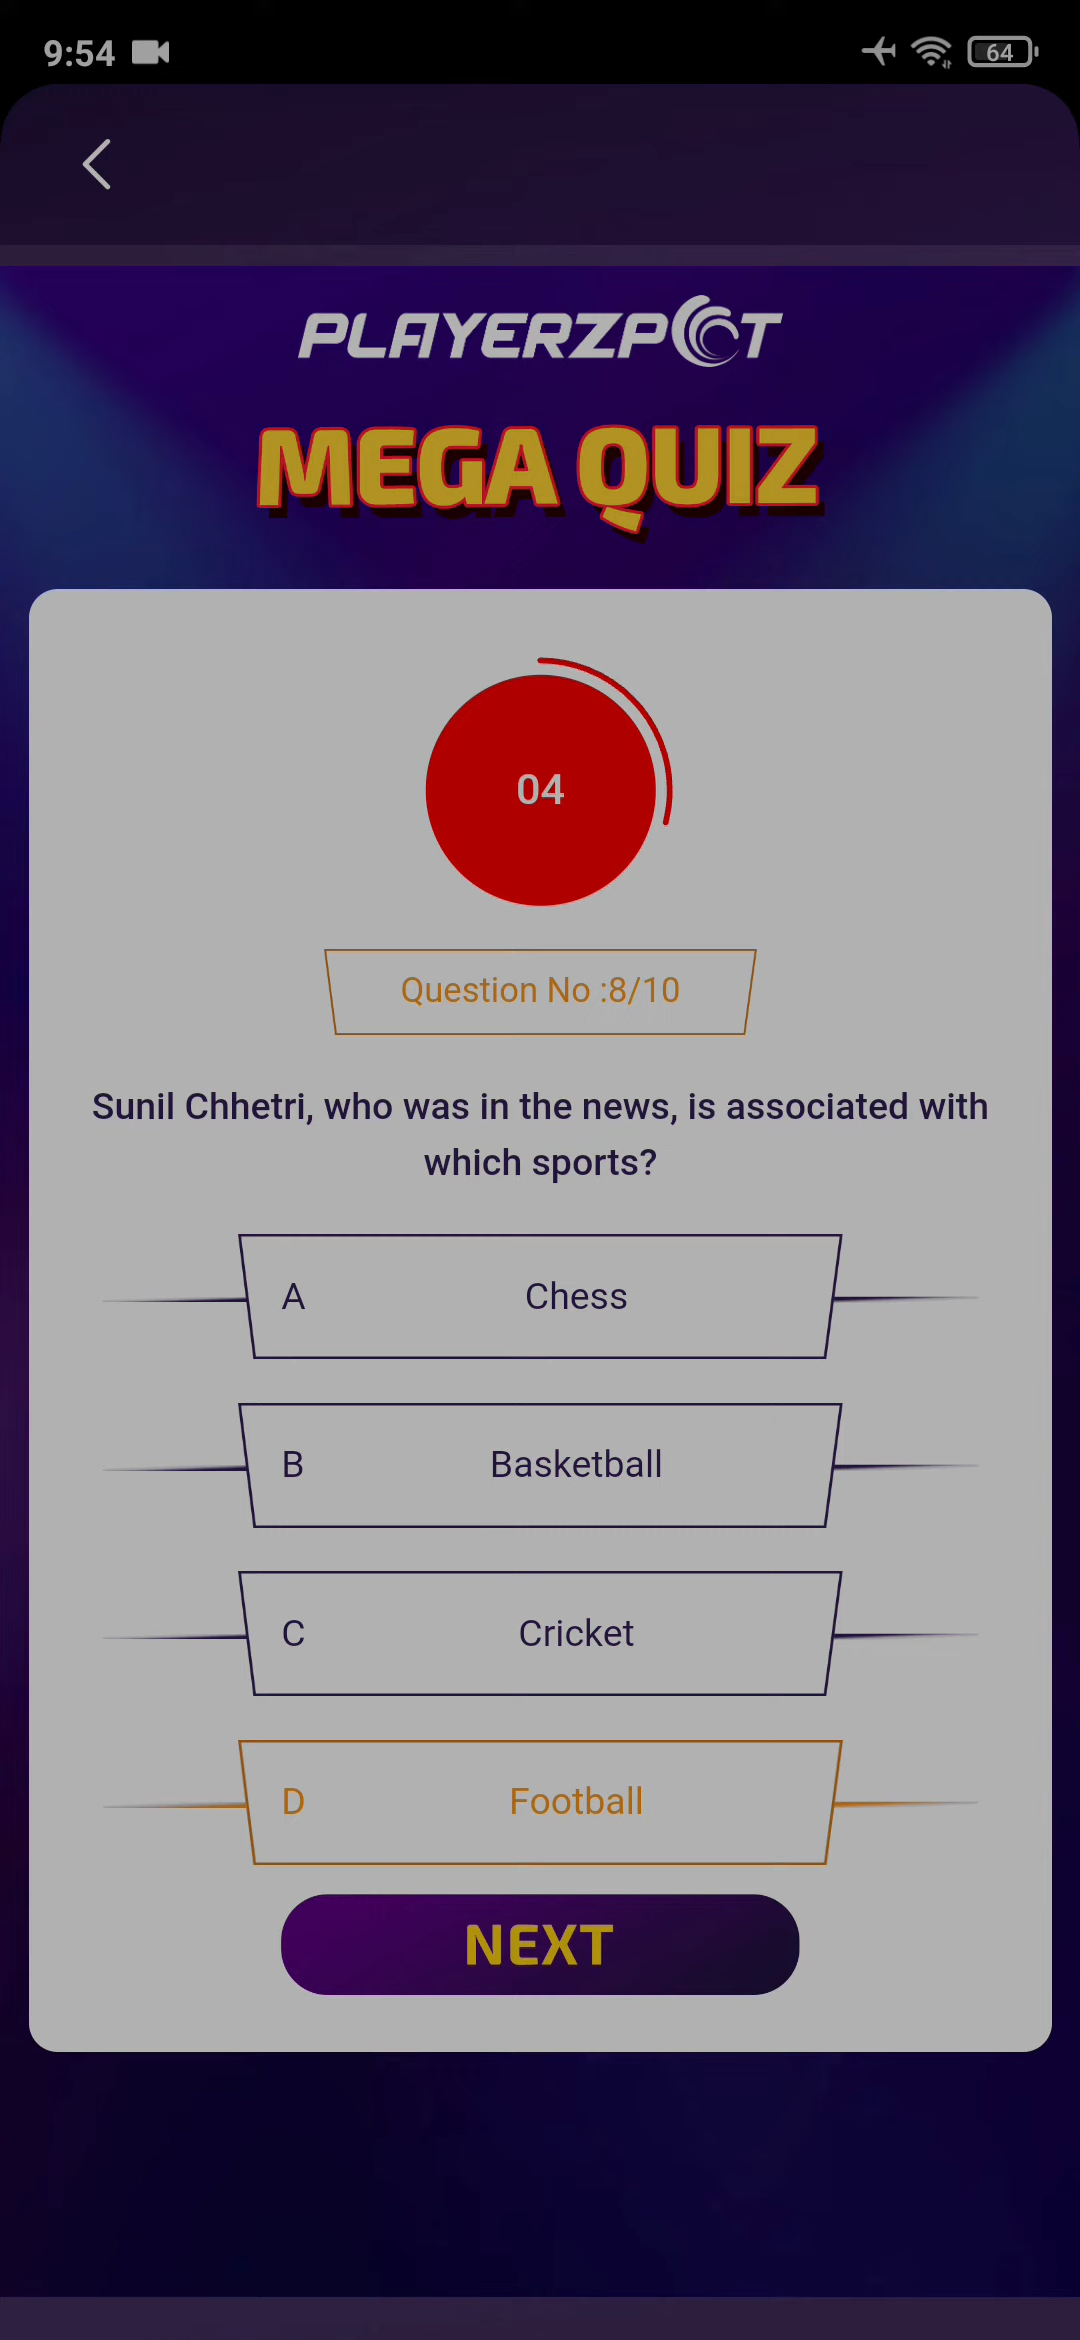 9:54
64
PLAYERZPOT
MEGA QUIZ
04
Question No :8/10
Sunil Chhetri, who was in the news, is associated with
which sports?
A Chess
B Basketball
C Cricket
D Football
NEXT